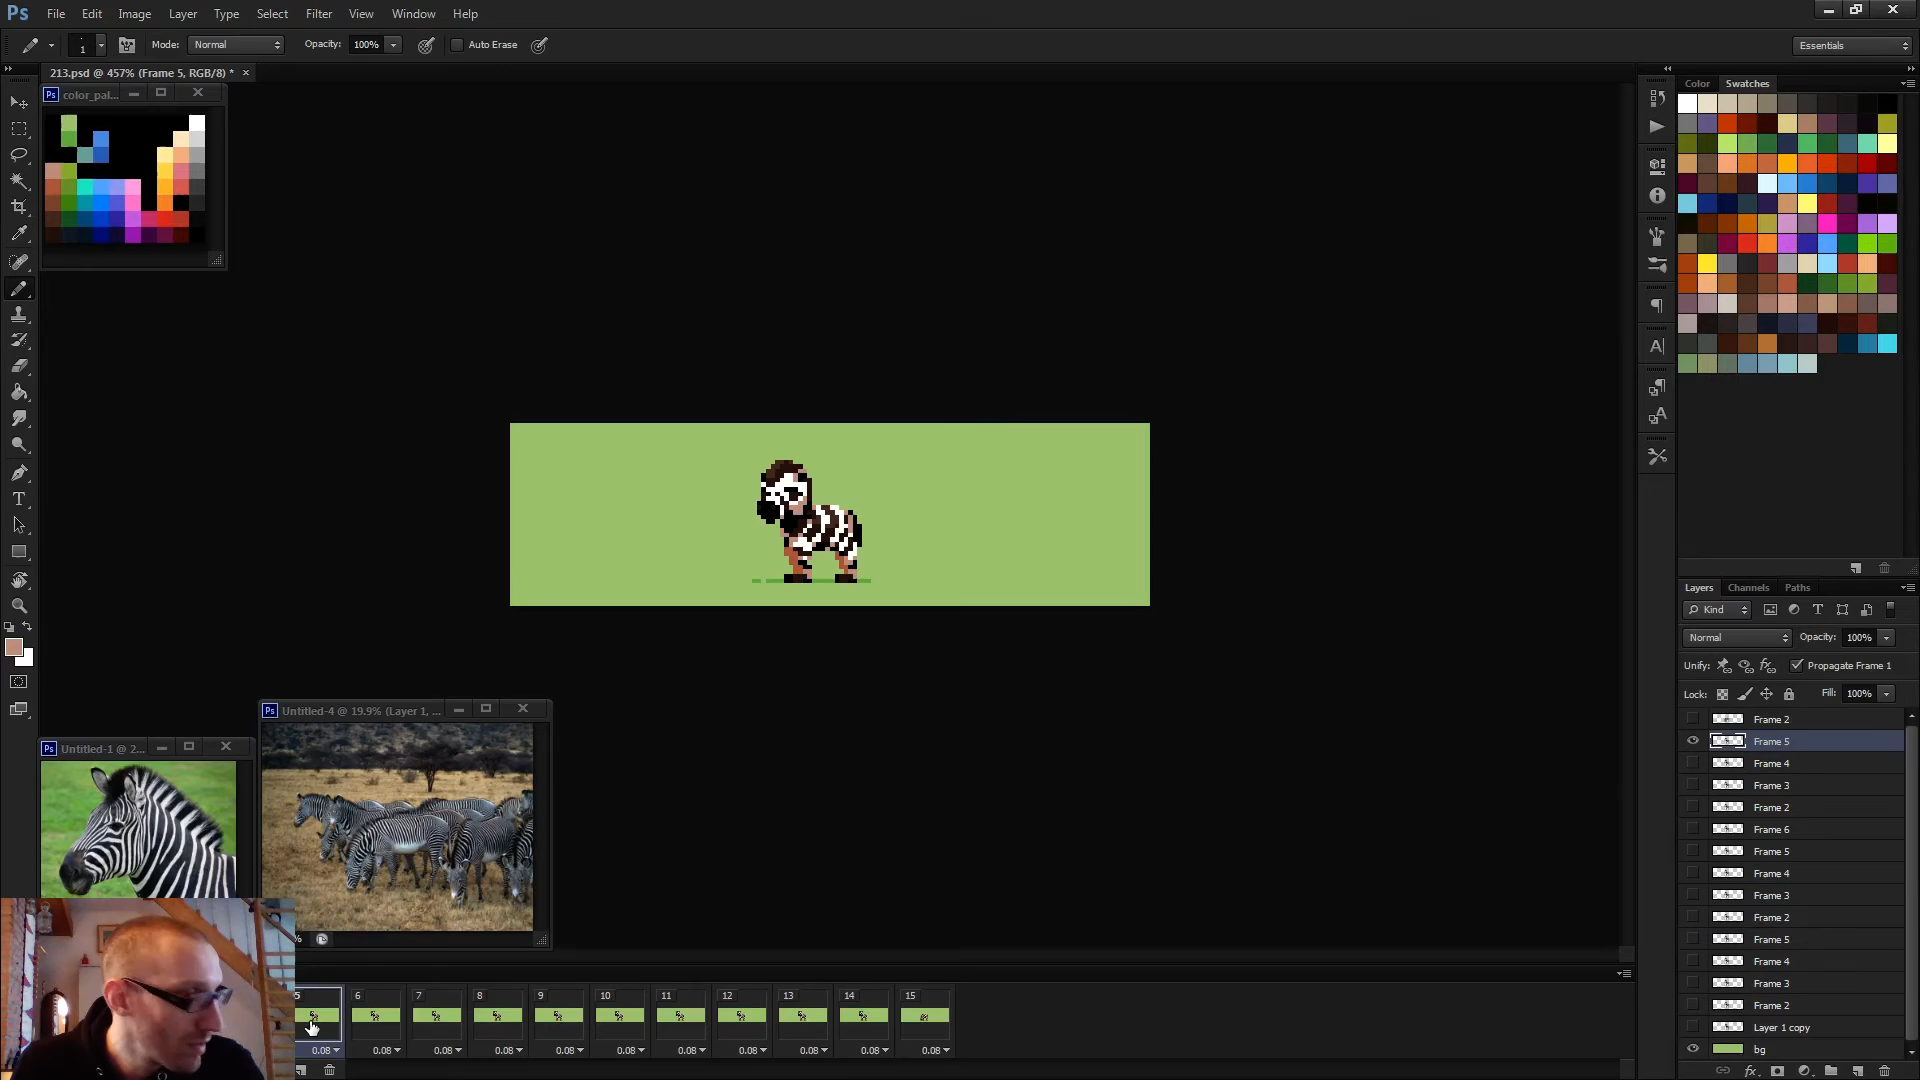 Ps File Edit Image Layer Type Select Filter View Window Help
1 Mode: Normal Opacity: 100% Auto Erase Essentials
213.psd @ 457% (Frame 5, RGB/8) * ×
Ps color_pal...
Color Swatches
Layers Channels Paths
Kind
Normal Opacity: 100%
Unify: Propagate Frame 1
Lock: Fill: 100%
Frame 2
Frame 5
Frame 4
Frame 3
Frame 2
Frame 6
Frame 5
Frame 4
Frame 3
Frame 2
Frame 5
Frame 4
Frame 3
Frame 2
Layer 1 copy
bg
Ps Untitled-4 @ 19.9% (Layer 1, ...
Ps Untitled-1 @ 2...
%
5 6 7 8 9 10 11 12 13 14 15
0.08 0.08 0.08 0.08 0.08 0.08 0.08 0.08 0.08 0.08 0.08